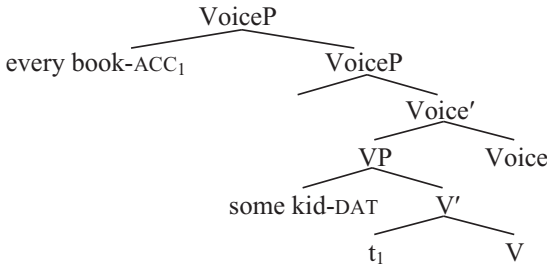 VoiceP
every book-ACC₁ VoiceP
Voice′
VP Voice
some kid-DAT V′
t₁ V